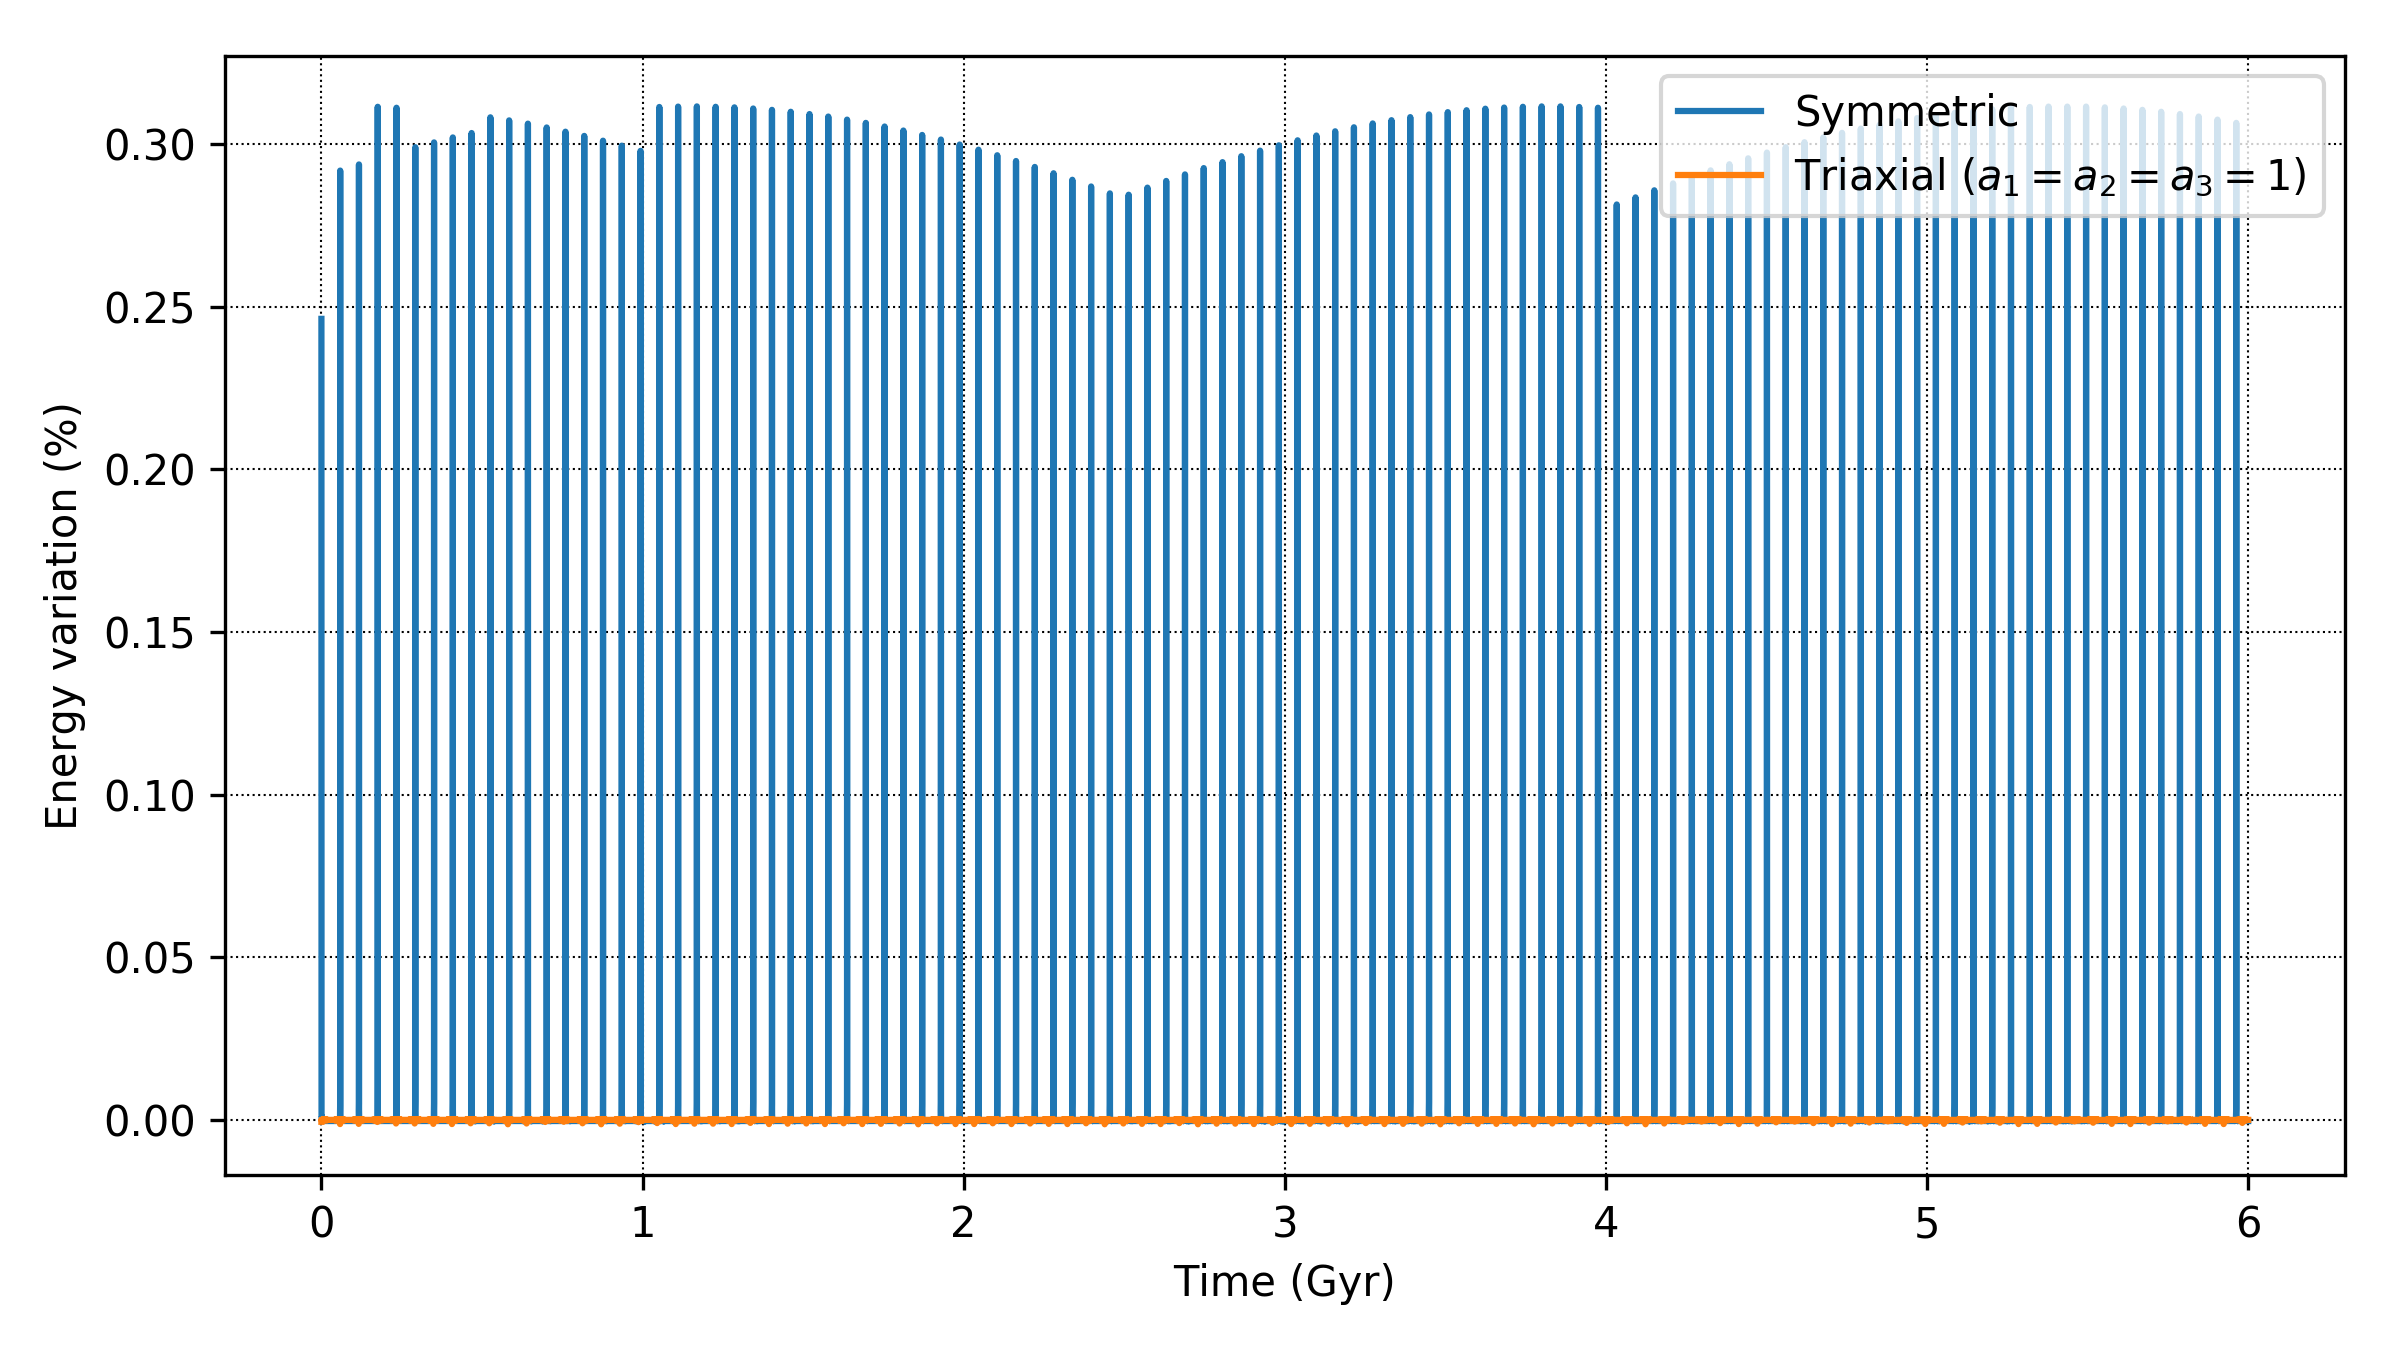 Energy variation (%)
0.30
0.25
0.20
0.15
0.10
0.05
0.00
0 1 2 3 4 5 6
Time (Gyr)
Symmetric
Triaxial (a₁ = a₂ = a₃ = 1)